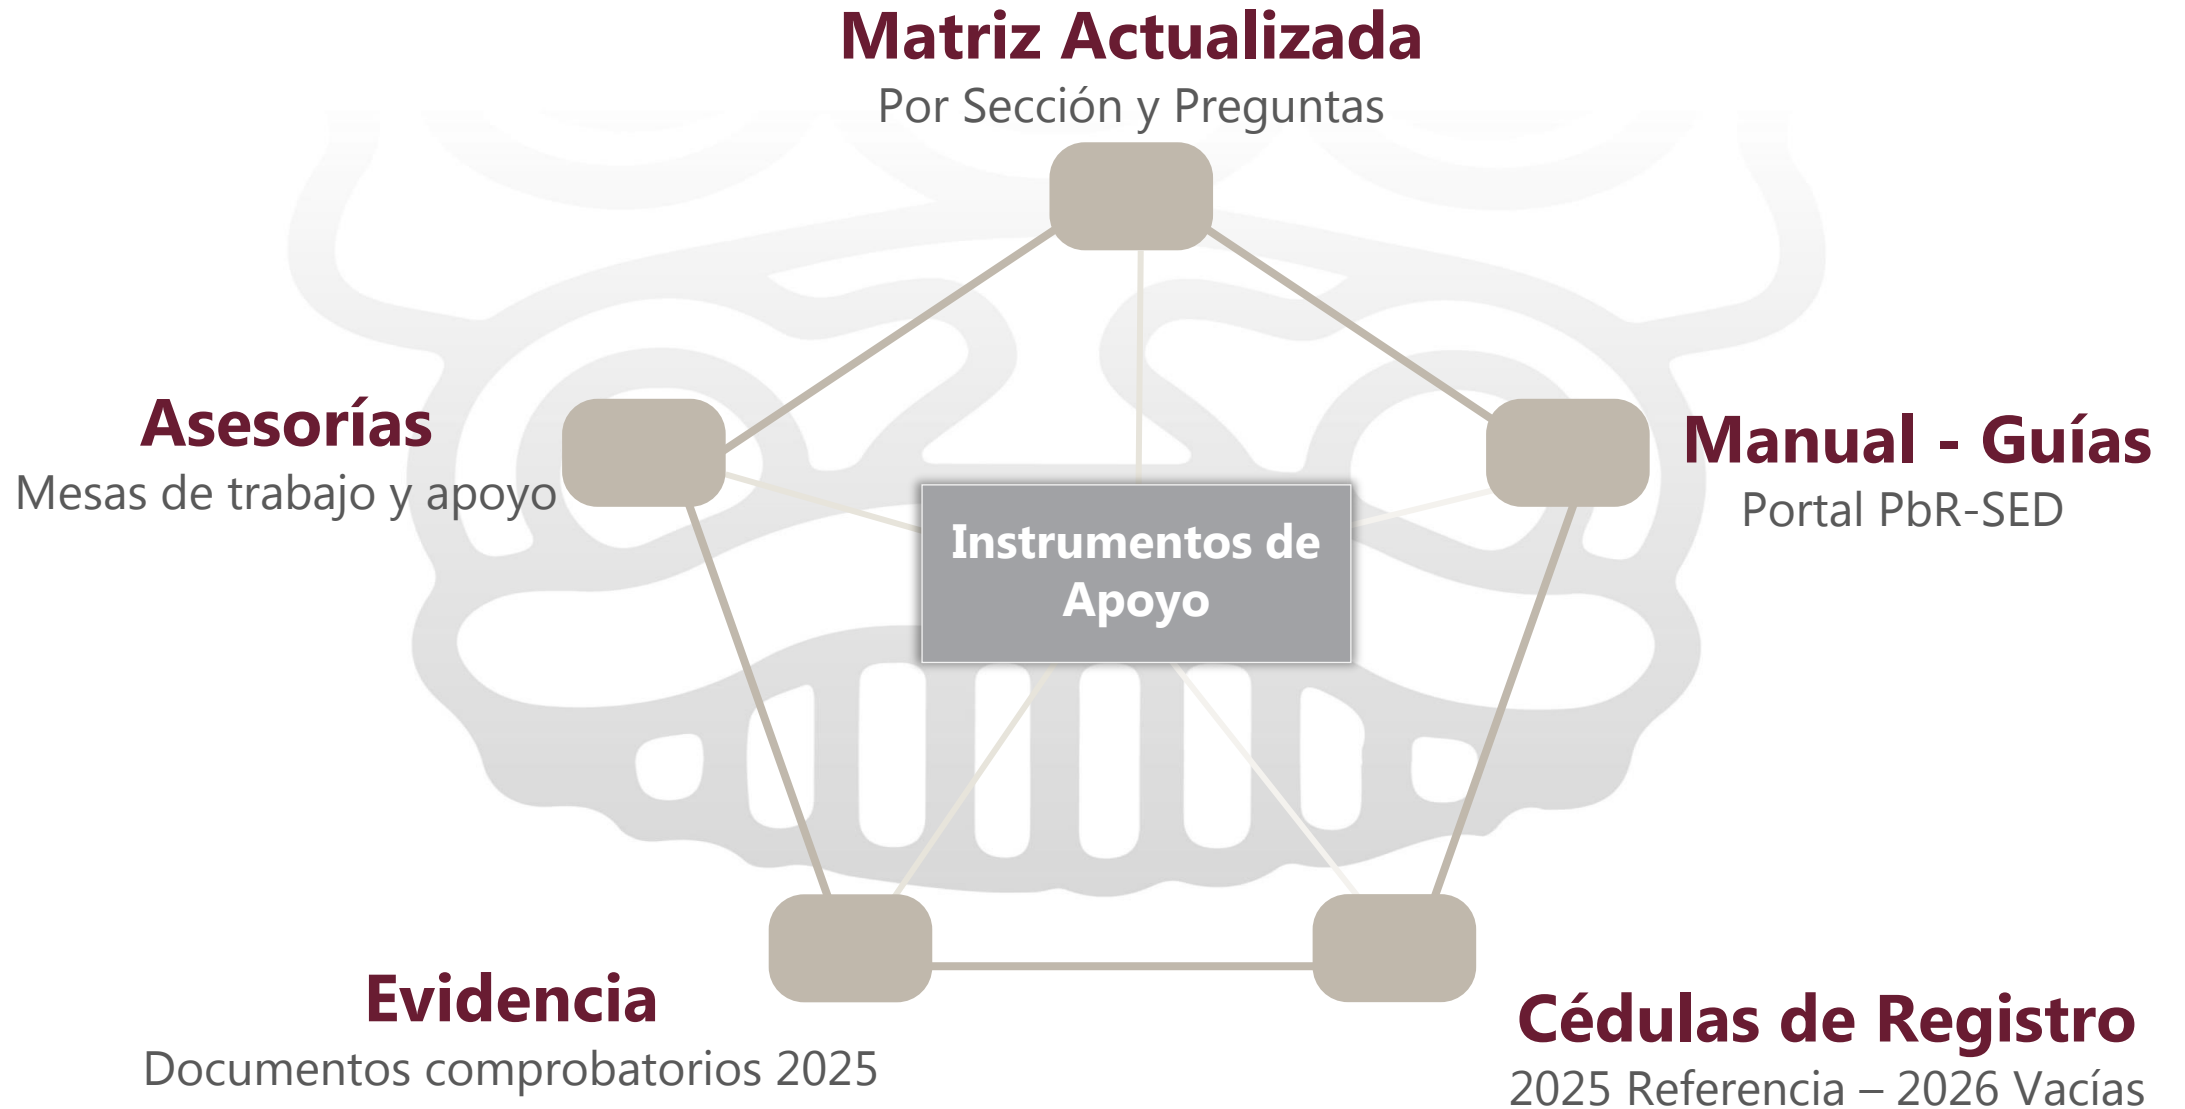 Matriz Actualizada
Por Sección y Preguntas
Asesorías
Mesas de trabajo y apoyo
Manual - Guías
Portal PbR-SED
Instrumentos de
Apoyo
Evidencia
Documentos comprobatorios 2025
Cédulas de Registro
2025 Referencia – 2026 Vacías